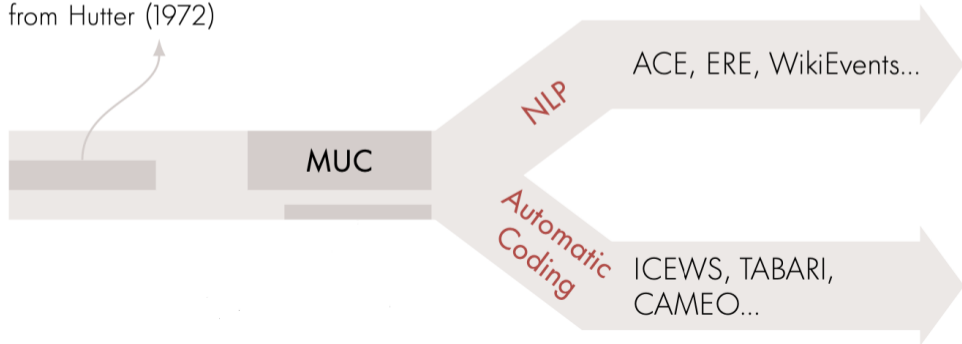 from Hutter (1972)
MUC
NLP
ACE, ERE, WikiEvents...
Automatic
Coding
ICEWS, TABARI,
CAMEO...